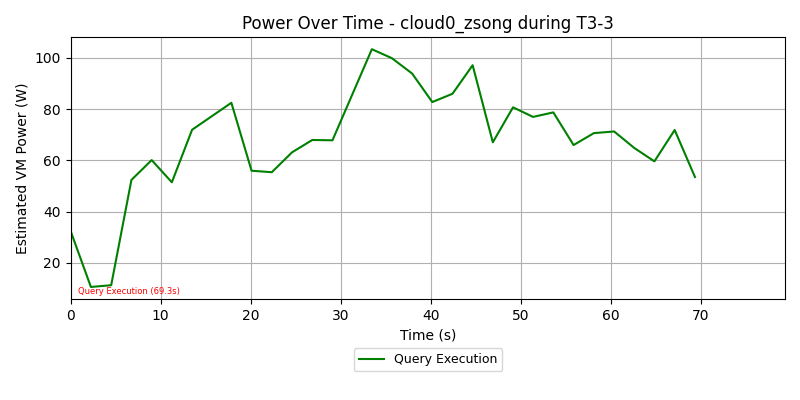 Power Over Time - cloud0_zsong during T3-3
Estimated VM Power (W)
100
80
60
40
20
Query Execution (69.3s)
0 10 20 30 40 50 60 70
Time (s)
Query Execution